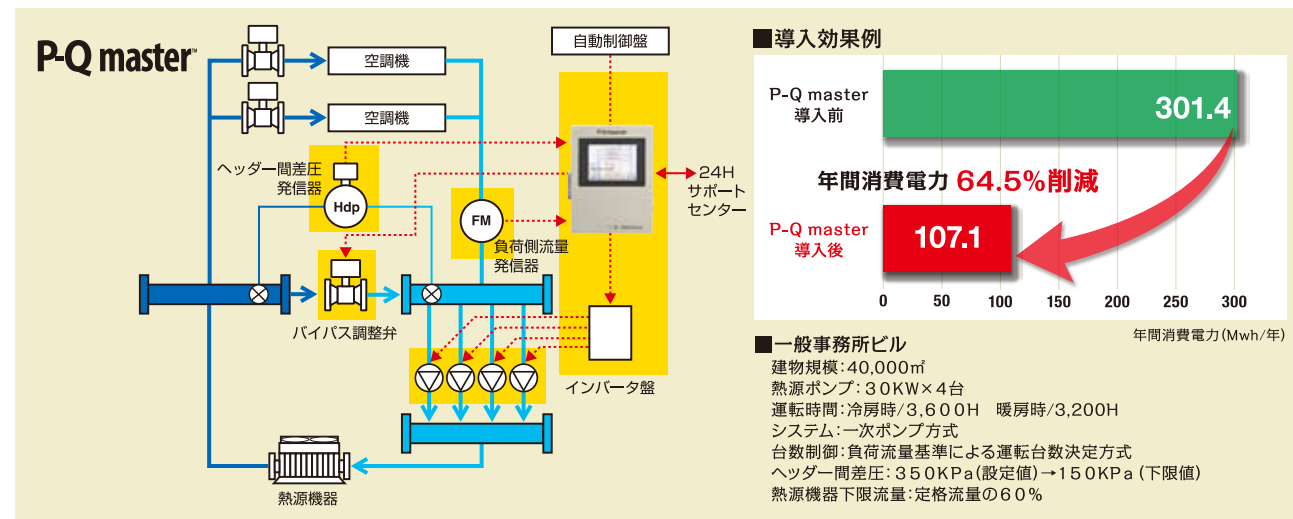 P-Q master™
空調機
空調機
自動制御盤
ヘッダー間差圧
発信器
Hdp
FM
負荷側流量
発信器
24H
サポート
センター
バイパス調整弁
インバータ盤
熱源機器
■導入効果例
P-Q master
導入前
301.4
年間消費電力 64.5%削減
P-Q master
導入後
107.1
0 50 100 150 200 250 300
年間消費電力(Mwh/年)
■一般事務所ビル
建物規模:40,000㎡
熱源ポンプ:30KW×4台
運転時間:冷房時/3,600H 暖房時/3,200H
システム:一次ポンプ方式
台数制御:負荷流量基準による運転台数決定方式
ヘッダー間差圧:350KPa(設定値)→150KPa(下限値)
熱源機器下限流量:定格流量の60%